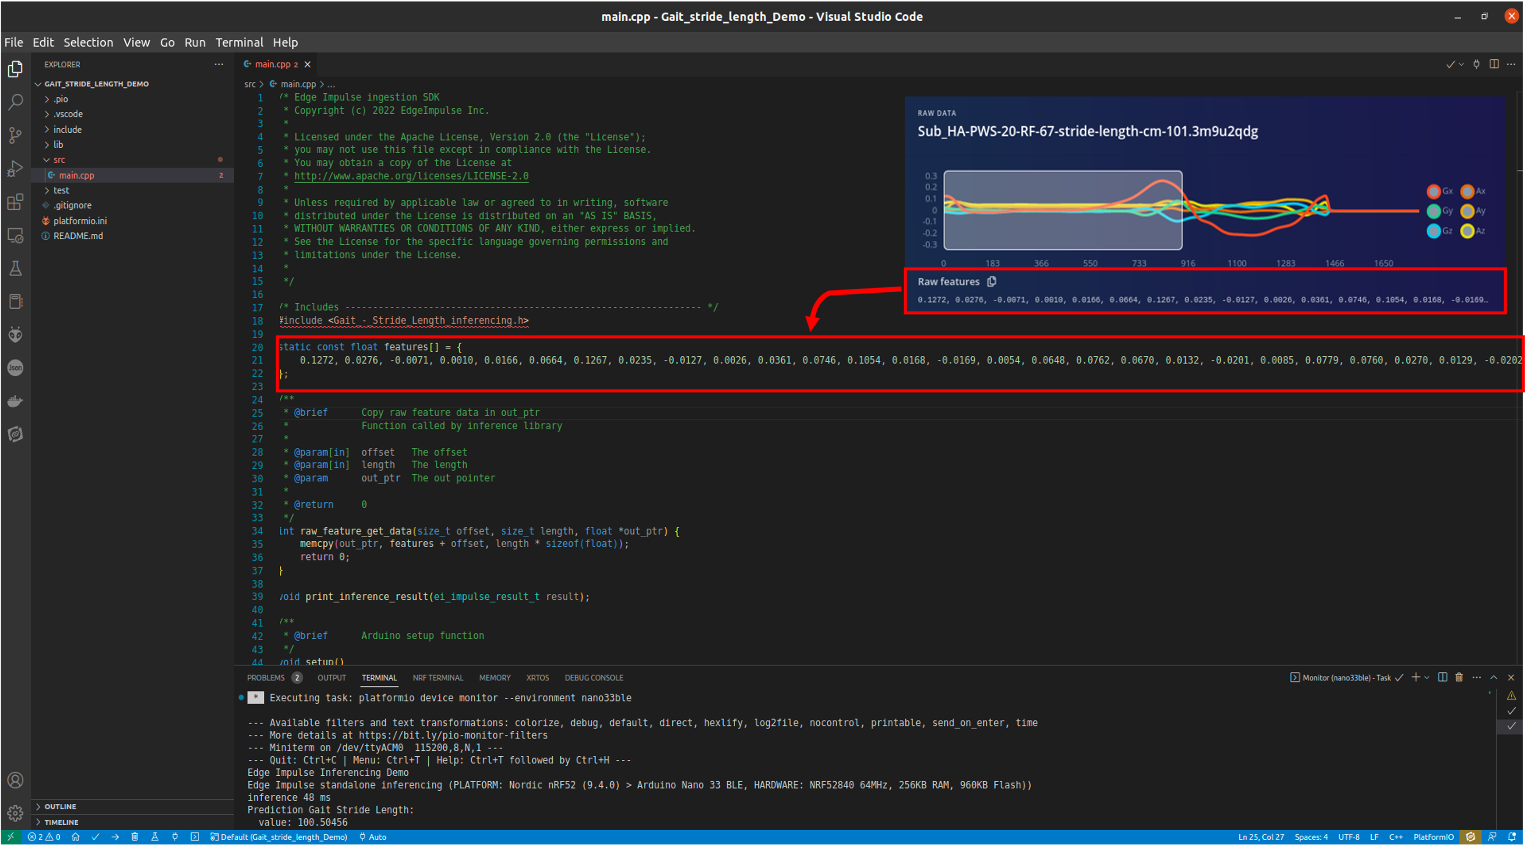 main.cpp - Gait_stride_length_Demo - Visual Studio Code
File Edit Selection View Go Run Terminal Help
EXPLORER
GAIT_STRIDE_LENGTH_DEMO
.pio
.vscode
include
lib
src
main.cpp 2
test
.gitignore
platformio.ini
README.md
OUTLINE
TIMELINE
main.cpp 2
src > main.cpp > ...
1 /* Edge Impulse ingestion SDK
2 * Copyright (c) 2022 EdgeImpulse Inc.
3 *
4 * Licensed under the Apache License, Version 2.0 (the "License");
5 * you may not use this file except in compliance with the License.
6 * You may obtain a copy of the License at
7 * http://www.apache.org/licenses/LICENSE-2.0
8 *
9 * Unless required by applicable law or agreed to in writing, software
10 * distributed under the License is distributed on an "AS IS" BASIS,
11 * WITHOUT WARRANTIES OR CONDITIONS OF ANY KIND, either express or implied.
12 * See the License for the specific language governing permissions and
13 * limitations under the License.
14 *
15 */
16
17 /* Includes ---------------------------------------------------------------- */
18 #include <Gait_-_Stride_Length_inferencing.h>
19
20 static const float features[] = {
21 0.1272, 0.0276, -0.0071, 0.0010, 0.0166, 0.0664, 0.1267, 0.0235, -0.0127, 0.0026, 0.0361, 0.0746, 0.1054, 0.0168, -0.0169, 0.0054, 0.0648, 0.0762, 0.0670, 0.0132, -0.0201, 0.0085, 0.0779, 0.0760, 0.0270, 0.0129, -0.0202
22 };
23
24 /**
25 * @brief Copy raw feature data in out_ptr
26 * Function called by inference library
27 *
28 * @param[in] offset The offset
29 * @param[in] length The length
30 * @param out_ptr The out pointer
31 *
32 * @return 0
33 */
34 int raw_feature_get_data(size_t offset, size_t length, float *out_ptr) {
35 memcpy(out_ptr, features + offset, length * sizeof(float));
36 return 0;
37 }
38
39 void print_inference_result(ei_impulse_result_t result);
40
41 /**
42 * @brief Arduino setup function
43 */
44 void setup()
RAW DATA
Sub_HA-PWS-20-RF-67-stride-length-cm-101.3m9u2qdg
0.3
0.2
0.1
0
-0.1
-0.2
-0.3
0 183 366 550 733 916 1100 1283 1466 1650
Gx Ax
Gy Ay
Gz Az
Raw features
0.1272, 0.0276, -0.0071, 0.0010, 0.0166, 0.0664, 0.1267, 0.0235, -0.0127, 0.0026, 0.0361, 0.0746, 0.1054, 0.0168, -0.0169…
PROBLEMS 2 OUTPUT TERMINAL NRF TERMINAL MEMORY XRTOS DEBUG CONSOLE
Monitor (nano33ble) - Task
* Executing task: platformio device monitor --environment nano33ble
--- Available filters and text transformations: colorize, debug, default, direct, hexlify, log2file, nocontrol, printable, send_on_enter, time
--- More details at https://bit.ly/pio-monitor-filters
--- Miniterm on /dev/ttyACM0 115200,8,N,1 ---
--- Quit: Ctrl+C | Menu: Ctrl+T | Help: Ctrl+T followed by Ctrl+H ---
Edge Impulse Inferencing Demo
Edge Impulse standalone inferencing (PLATFORM: Nordic nRF52 (9.4.0) > Arduino Nano 33 BLE, HARDWARE: NRF52840 64MHz, 256KB RAM, 960KB Flash))
inference 48 ms
Prediction Gait Stride Length:
value: 100.50456
2 0 Default (Gait_stride_length_Demo) Auto Ln 25, Col 27 Spaces: 4 UTF-8 LF C++ PlatformIO